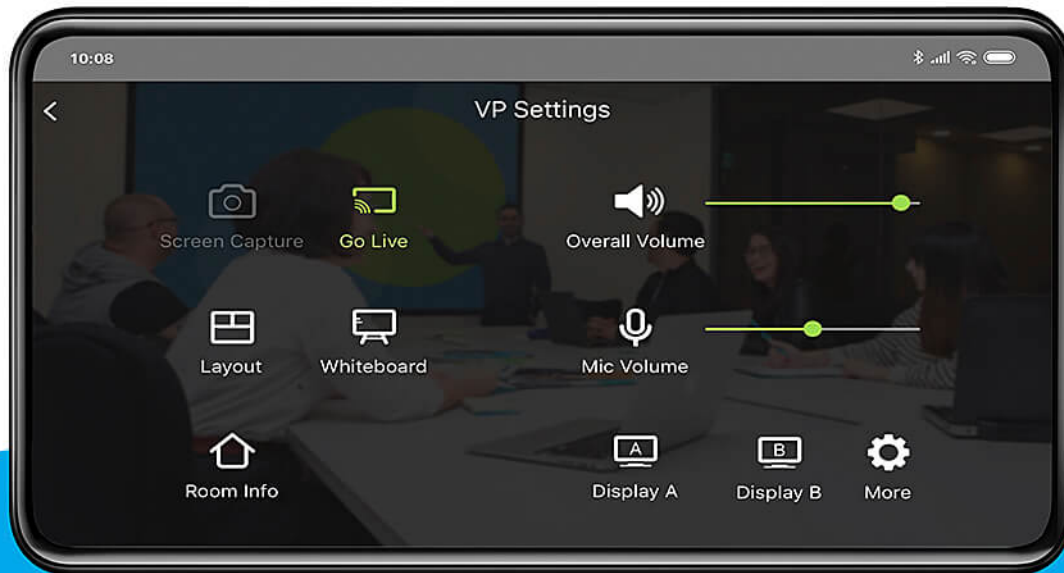 10:08
VP Settings
Screen Capture
Go Live
Overall Volume
Layout
Whiteboard
Mic Volume
A
B
Room Info
Display A
Display B
More